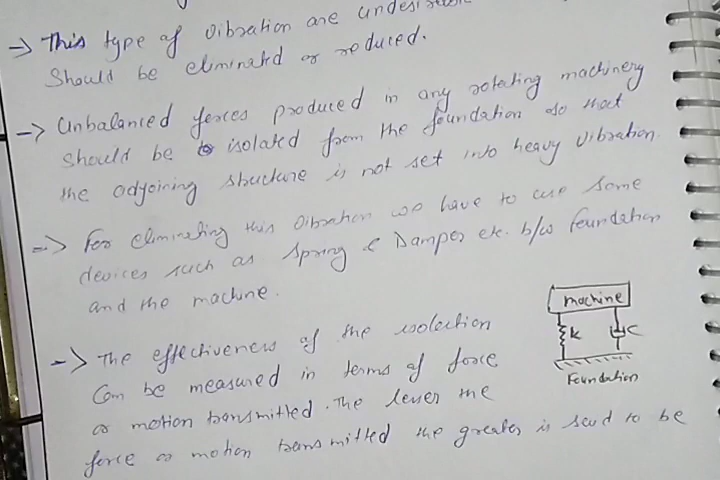 → This type of vibration are undesirable
should be eliminated or reduced.
→ Unbalanced forces produced in any rotating machinery
should be isolated from the foundation so that
the adjoining structure is not set into heavy vibration.
→ For eliminating this vibration we have to use some
devices such as spring & Damper etc. b/w foundation
and the machine.
machine
k C
Foundation
→ The effectiveness of the isolation
Can be measured in terms of force
or motion transmitted. The lesser the
force or motion transmitted the greater is said to be